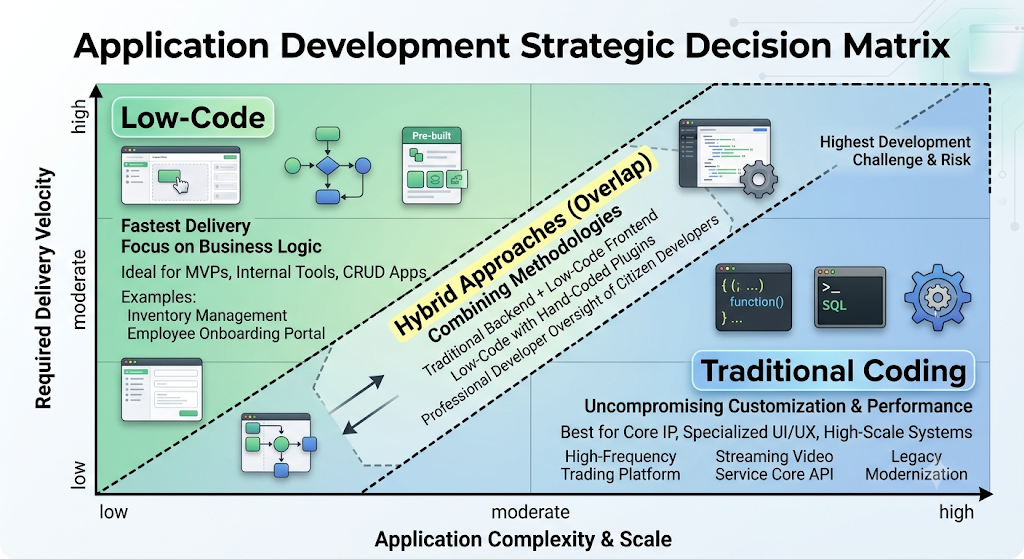 Application Development Strategic Decision Matrix
Required Delivery Velocity
high
moderate
low
Low-Code
Pre-built
Fastest Delivery
Focus on Business Logic
Ideal for MVPs, Internal Tools, CRUD Apps,
Examples:
Inventory Management
Employee Onboarding Portal
Hybrid Approaches (Overlap)
Combining Methodologies
Traditional Backend + Low-Code Frontend
Low-Code with Hand-Coded Plugins
Professional Developer Oversight of Citizen Developers
Highest Development
Challenge & Risk
{ (; ...)
function()
} ...
>_
SQL
Traditional Coding
Uncompromising Customization & Performance
Best for Core IP, Specialized UI/UX, High-Scale Systems
High-Frequency
Trading Platform
Streaming Video
Service Core API
Legacy
Modernization
low
moderate
high
Application Complexity & Scale